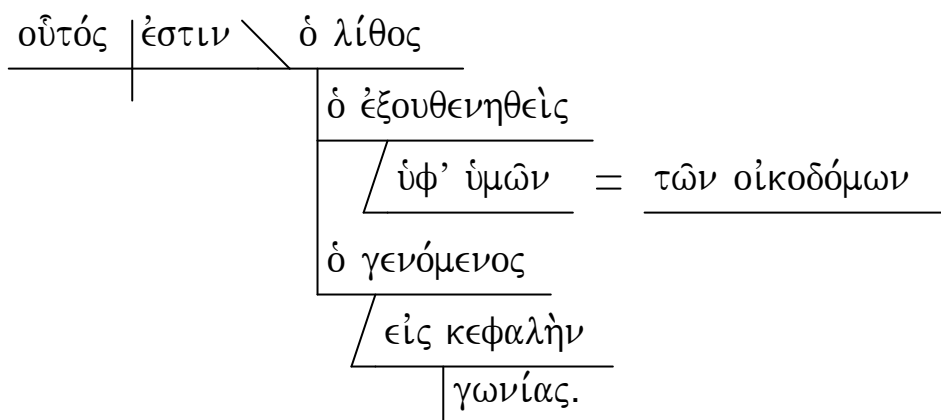 οὗτός ἐστιν ὁ λίθος
ὁ ἐξουθενηθεὶς
ὑφ’ ὑμῶν = τῶν οἰκοδόμων
ὁ γενόμενος
εἰς κεφαλὴν
γωνίας.